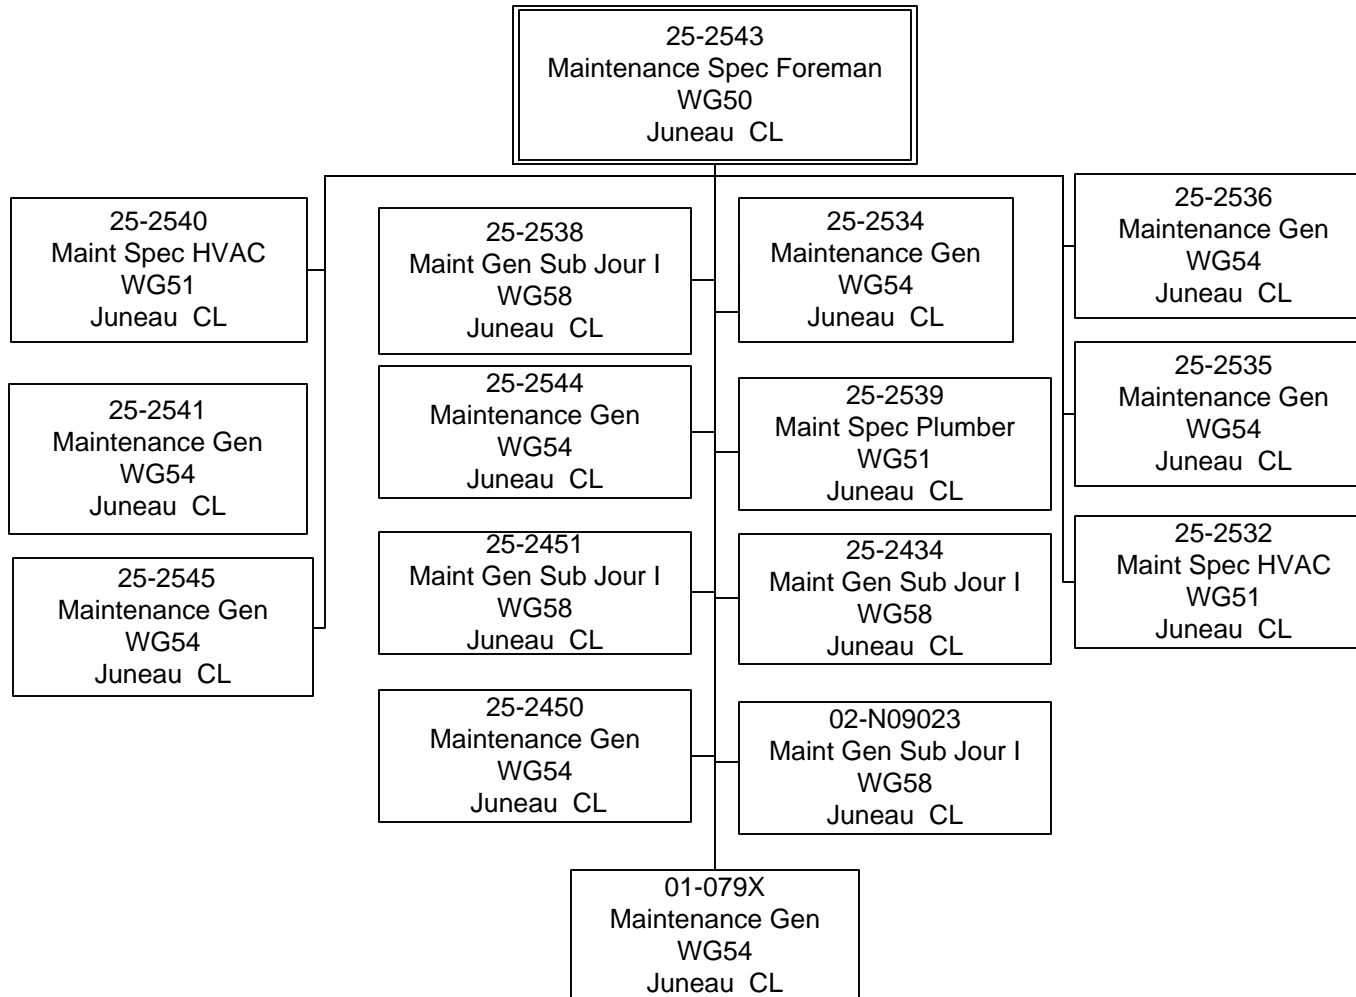 25-2543
Maintenance Spec Foreman
WG50
Juneau CL
25-2540
Maint Spec HVAC
WG51
Juneau CL
25-2541
Maintenance Gen
WG54
Juneau CL
25-2545
Maintenance Gen
WG54
Juneau CL
25-2538
Maint Gen Sub Jour I
WG58
Juneau CL
25-2544
Maintenance Gen
WG54
Juneau CL
25-2451
Maint Gen Sub Jour I
WG58
Juneau CL
25-2450
Maintenance Gen
WG54
Juneau CL
25-2534
Maintenance Gen
WG54
Juneau CL
25-2539
Maint Spec Plumber
WG51
Juneau CL
25-2434
Maint Gen Sub Jour I
WG58
Juneau CL
02-N09023
Maint Gen Sub Jour I
WG58
Juneau CL
25-2536
Maintenance Gen
WG54
Juneau CL
25-2535
Maintenance Gen
WG54
Juneau CL
25-2532
Maint Spec HVAC
WG51
Juneau CL
01-079X
Maintenance Gen
WG54
Juneau CL